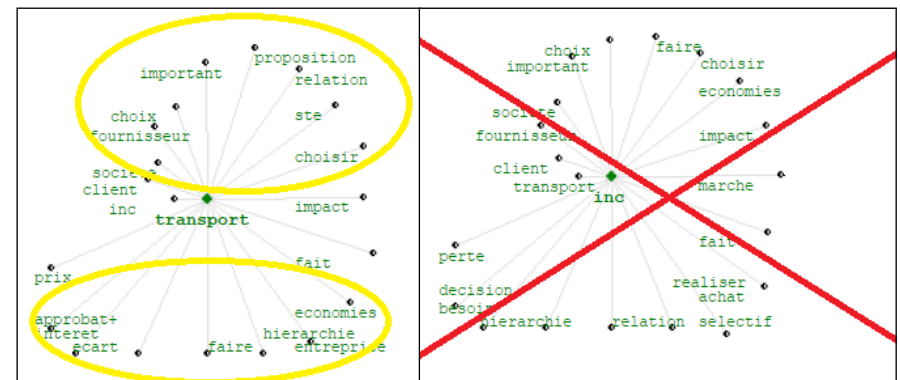 proposition
important
relation
choix
ste
fournisseur
choisir
societe
client
inc
impact
transport
fait
prix
economies
approbat+
interet
hierarchie
ecart
faire
entreprise
choix
faire
important
choisir
economies
societe
fournisseur
impact
client
transport
marche
inc
perte
fait
realiser
decision
achat
besoin
hierarchie
relation
selectif